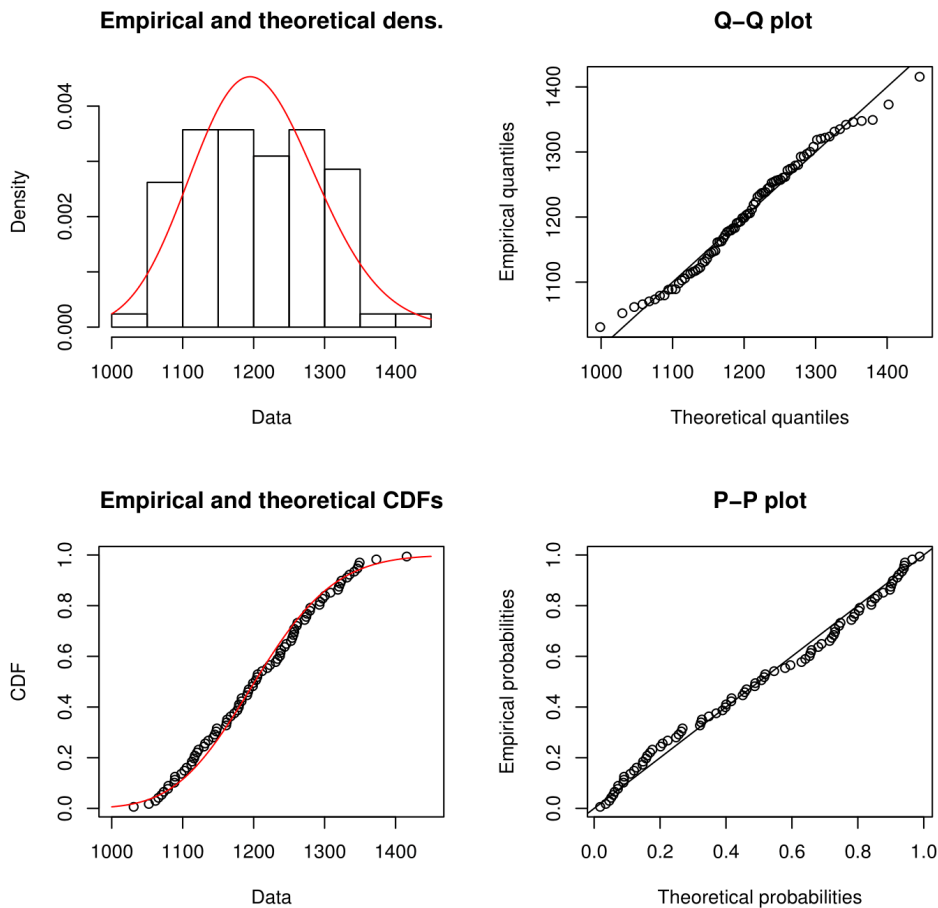 Empirical and theoretical dens.
Density
0.000
0.002
0.004
1000 1100 1200 1300 1400
Data
Q−Q plot
Empirical quantiles
1100
1200
1300
1400
1000 1100 1200 1300 1400
Theoretical quantiles
Empirical and theoretical CDFs
CDF
0.0
0.2
0.4
0.6
0.8
1.0
1000 1100 1200 1300 1400
Data
P−P plot
Empirical probabilities
0.0
0.2
0.4
0.6
0.8
1.0
0.0 0.2 0.4 0.6 0.8 1.0
Theoretical probabilities